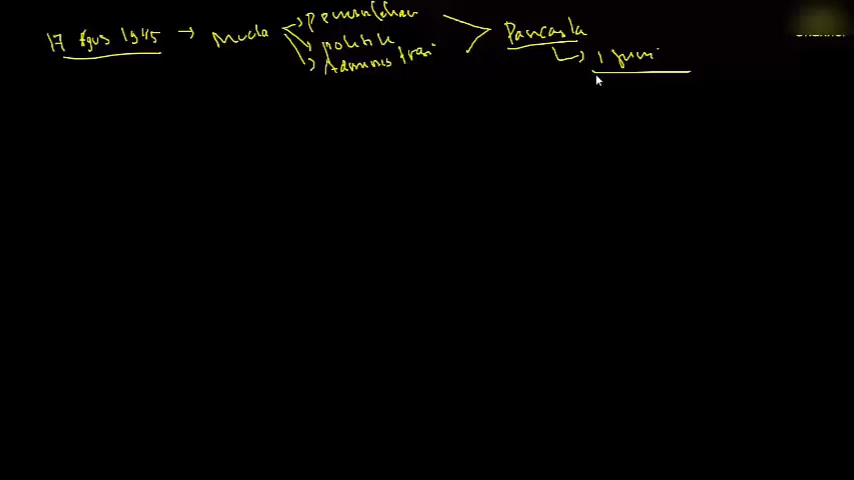 17 Agus 1945 → Muda → pemerintahan
→ politik
→ Administrasi
Pancasila
↳ 1 Juni